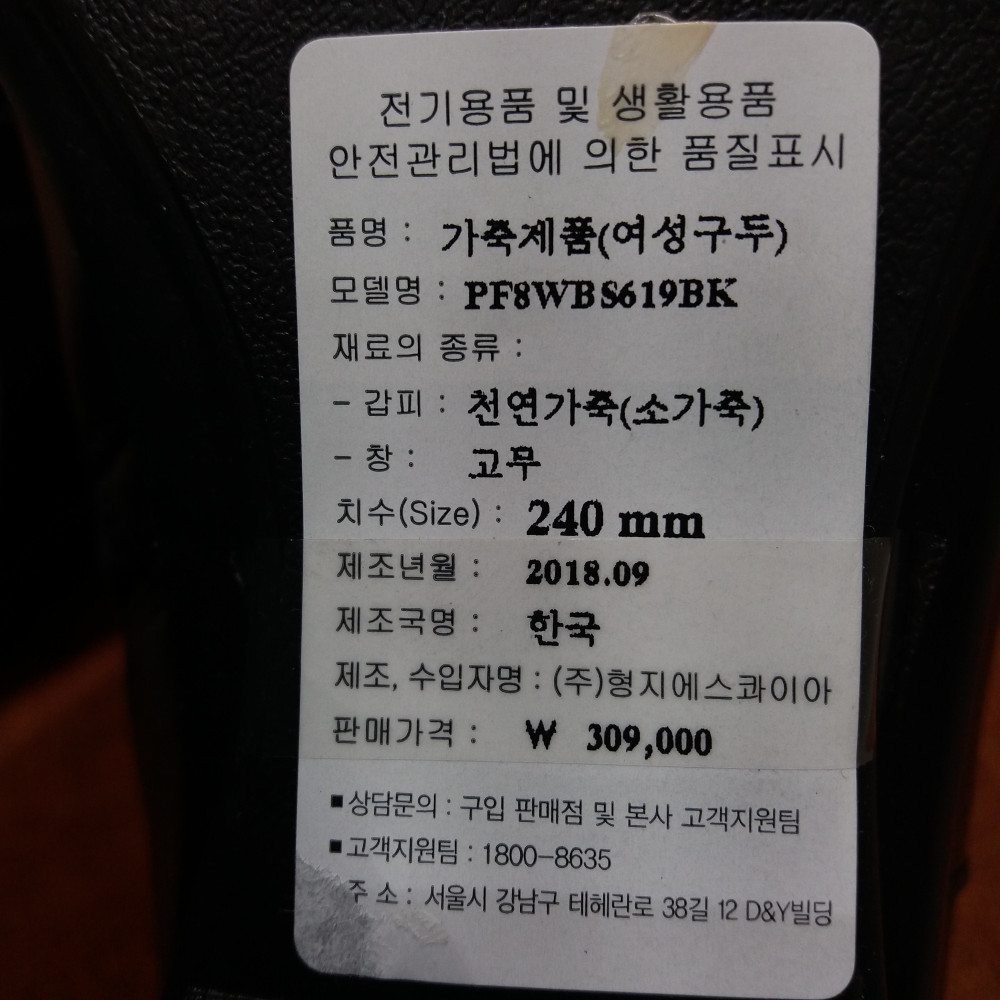 전기용품 및 생활용품
안전관리법에 의한 품질표시
품명 : 가죽제품(여성구두)
모델명 : PF8WBS619BK
재료의 종류 :
- 갑피 : 천연가죽(소가죽)
- 창 : 고무
치수(Size) : 240 mm
제조년월 : 2018.09
제조국명 : 한국
제조, 수입자명 : (주)형지에스콰이아
판매가격 : ₩ 309,000
■ 상담문의 : 구입 판매점 및 본사 고객지원팀
■ 고객지원팀 : 1800-8635
주 소 : 서울시 강남구 테헤란로 38길 12 D&Y빌딩